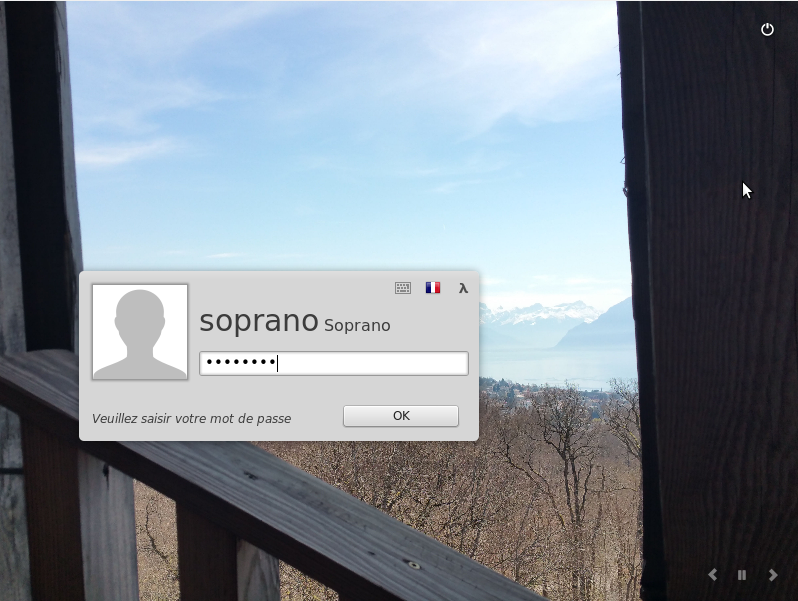 λ
soprano Soprano
••••••••
Veuillez saisir votre mot de passe
OK